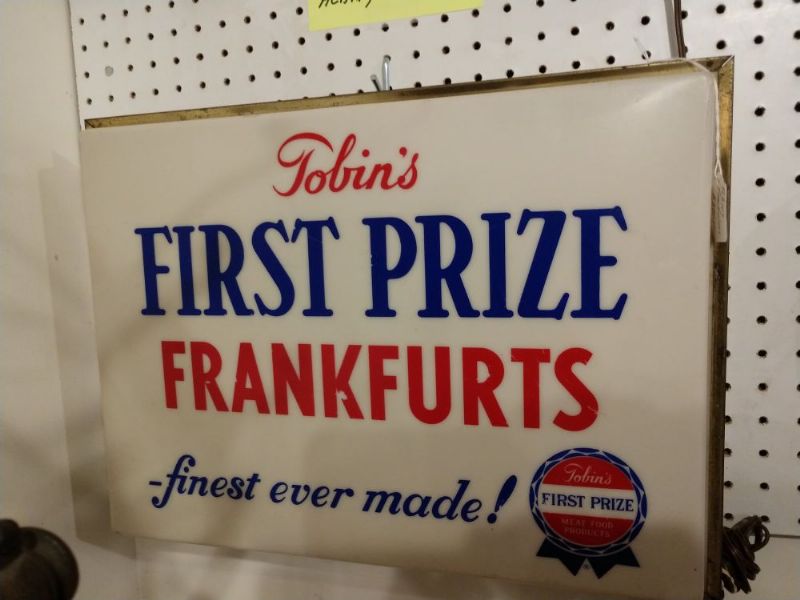 Tobin's
FIRST PRIZE
FRANKFURTS
-finest ever made!
Tobin's
FIRST PRIZE
MEAT FOOD
PRODUCTS